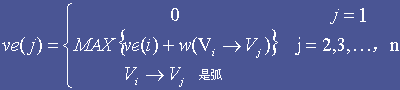 0 j = 1
ve(j) = { MAX{ve(i) + w(Vᵢ → Vⱼ)} j = 2,3,…，n
Vᵢ → Vⱼ 是弧